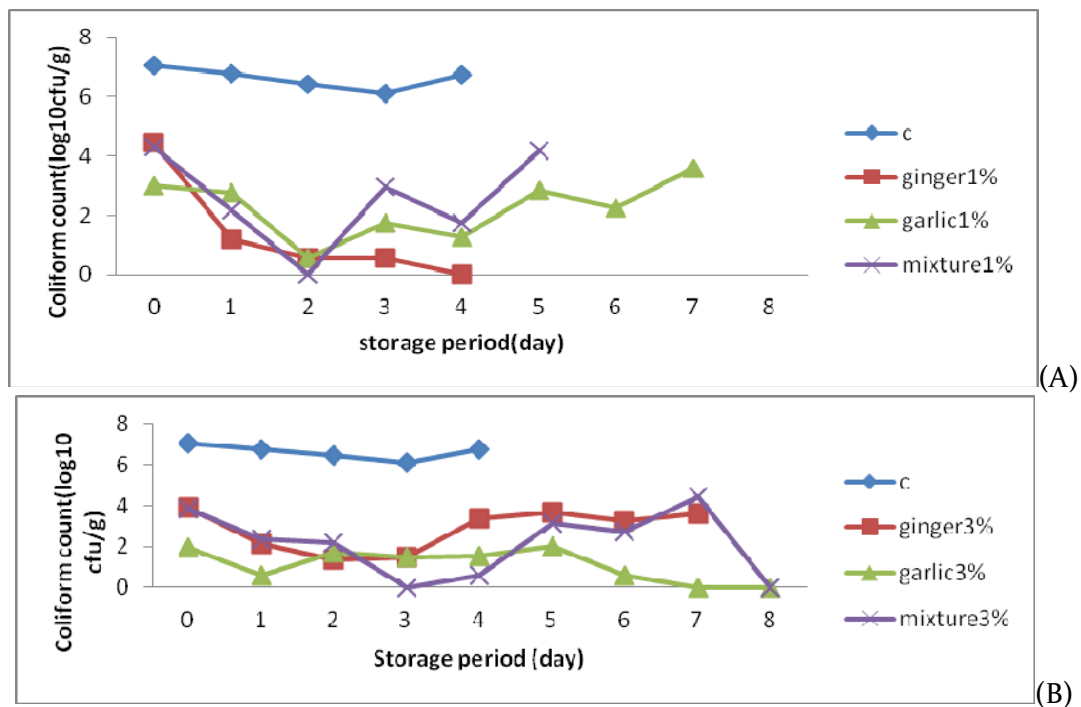 8
6
4
2
0
Coliform count(log10cfu/g)
0 1 2 3 4 5 6 7 8
storage period(day)
c
ginger1%
garlic1%
mixture1%
(A)
8
6
4
2
0
Coliform count(log10
cfu/g)
0 1 2 3 4 5 6 7 8
Storage period (day)
c
ginger3%
garlic3%
mixture3%
(B)